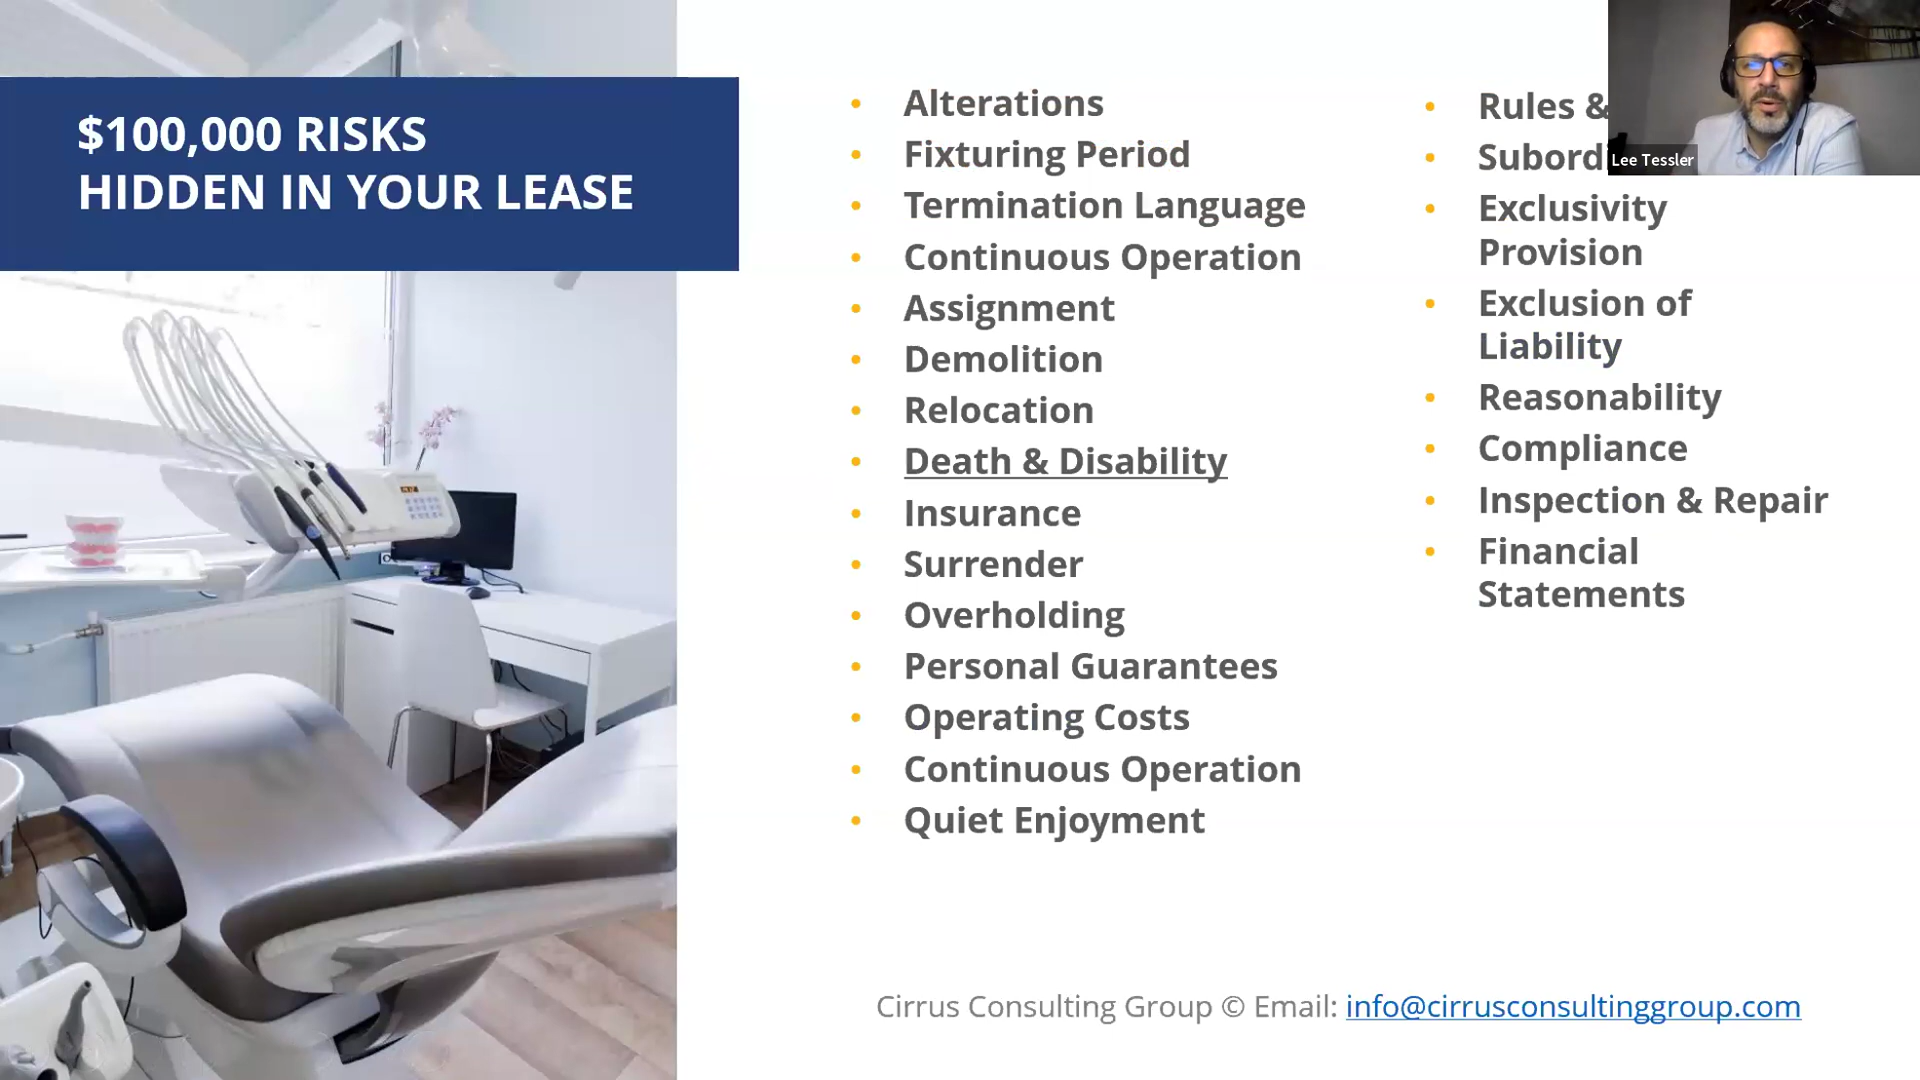 $100,000 RISKS
HIDDEN IN YOUR LEASE
• Alterations
• Fixturing Period
• Termination Language
• Continuous Operation
• Assignment
• Demolition
• Relocation
• Death & Disability
• Insurance
• Surrender
• Overholding
• Personal Guarantees
• Operating Costs
• Continuous Operation
• Quiet Enjoyment
• Rules &
• Exclusivity
Provision
• Exclusion of
Liability
• Reasonability
• Compliance
• Inspection & Repair
• Financial
Statements
Lee Tessler
Cirrus Consulting Group © Email: info@cirrusconsultinggroup.com